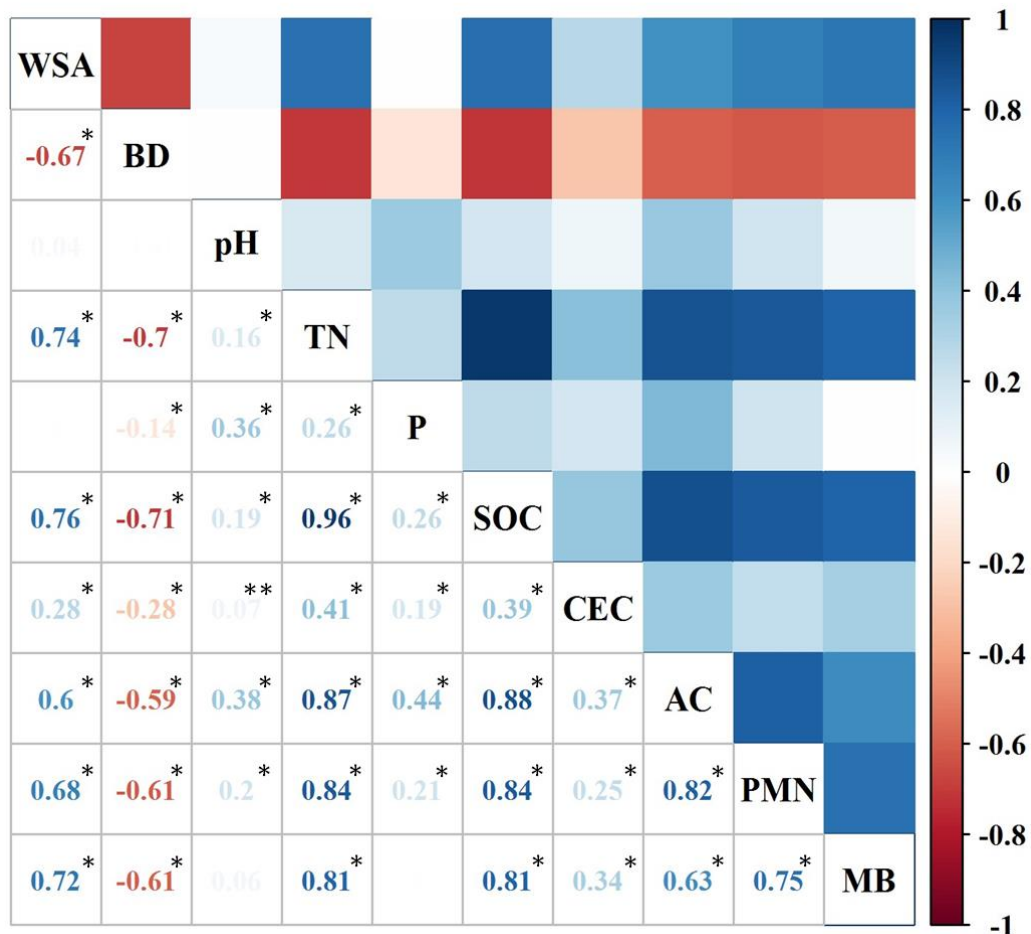 WSA
-0.67* BD
0.04 pH
0.74* -0.7* 0.16* TN
-0.14* 0.36* 0.26* P
0.76* -0.71* 0.19* 0.96* 0.26* SOC
0.28* -0.28* 0.07** 0.41* 0.19* 0.39* CEC
0.6* -0.59* 0.38* 0.87* 0.44* 0.88* 0.37* AC
0.68* -0.61* 0.2* 0.84* 0.21* 0.84* 0.25* 0.82* PMN
0.72* -0.61* 0.06 0.81* 0.81* 0.34* 0.63* 0.75* MB
1
0.8
0.6
0.4
0.2
0
-0.2
-0.4
-0.6
-0.8
-1